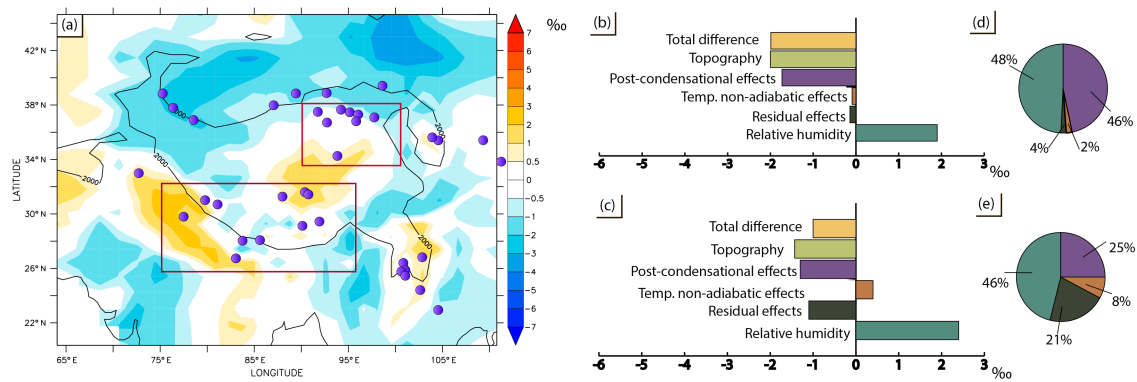 (a)
42°N
38°N
34°N
30°N
26°N
22°N
LATITUDE
65°E
75°E
85°E
95°E
105°E
LONGITUDE
2000
2000
2000
2000
2000
‰
7
6
5
4
3
2
1
0.5
0
−0.5
−1
−2
−3
−4
−5
−6
−7
(b)
Total difference
Topography
Post-condensational effects
Temp. non-adiabatic effects
Residual effects
Relative humidity
-6 -5 -4 -3 -2 -1 0 1 2 3
‰
(d)
48%
46%
4%
2%
(c)
Total difference
Topography
Post-condensational effects
Temp. non-adiabatic effects
Residual effects
Relative humidity
-6 -5 -4 -3 -2 -1 0 1 2 3
‰
(e)
25%
46%
8%
21%